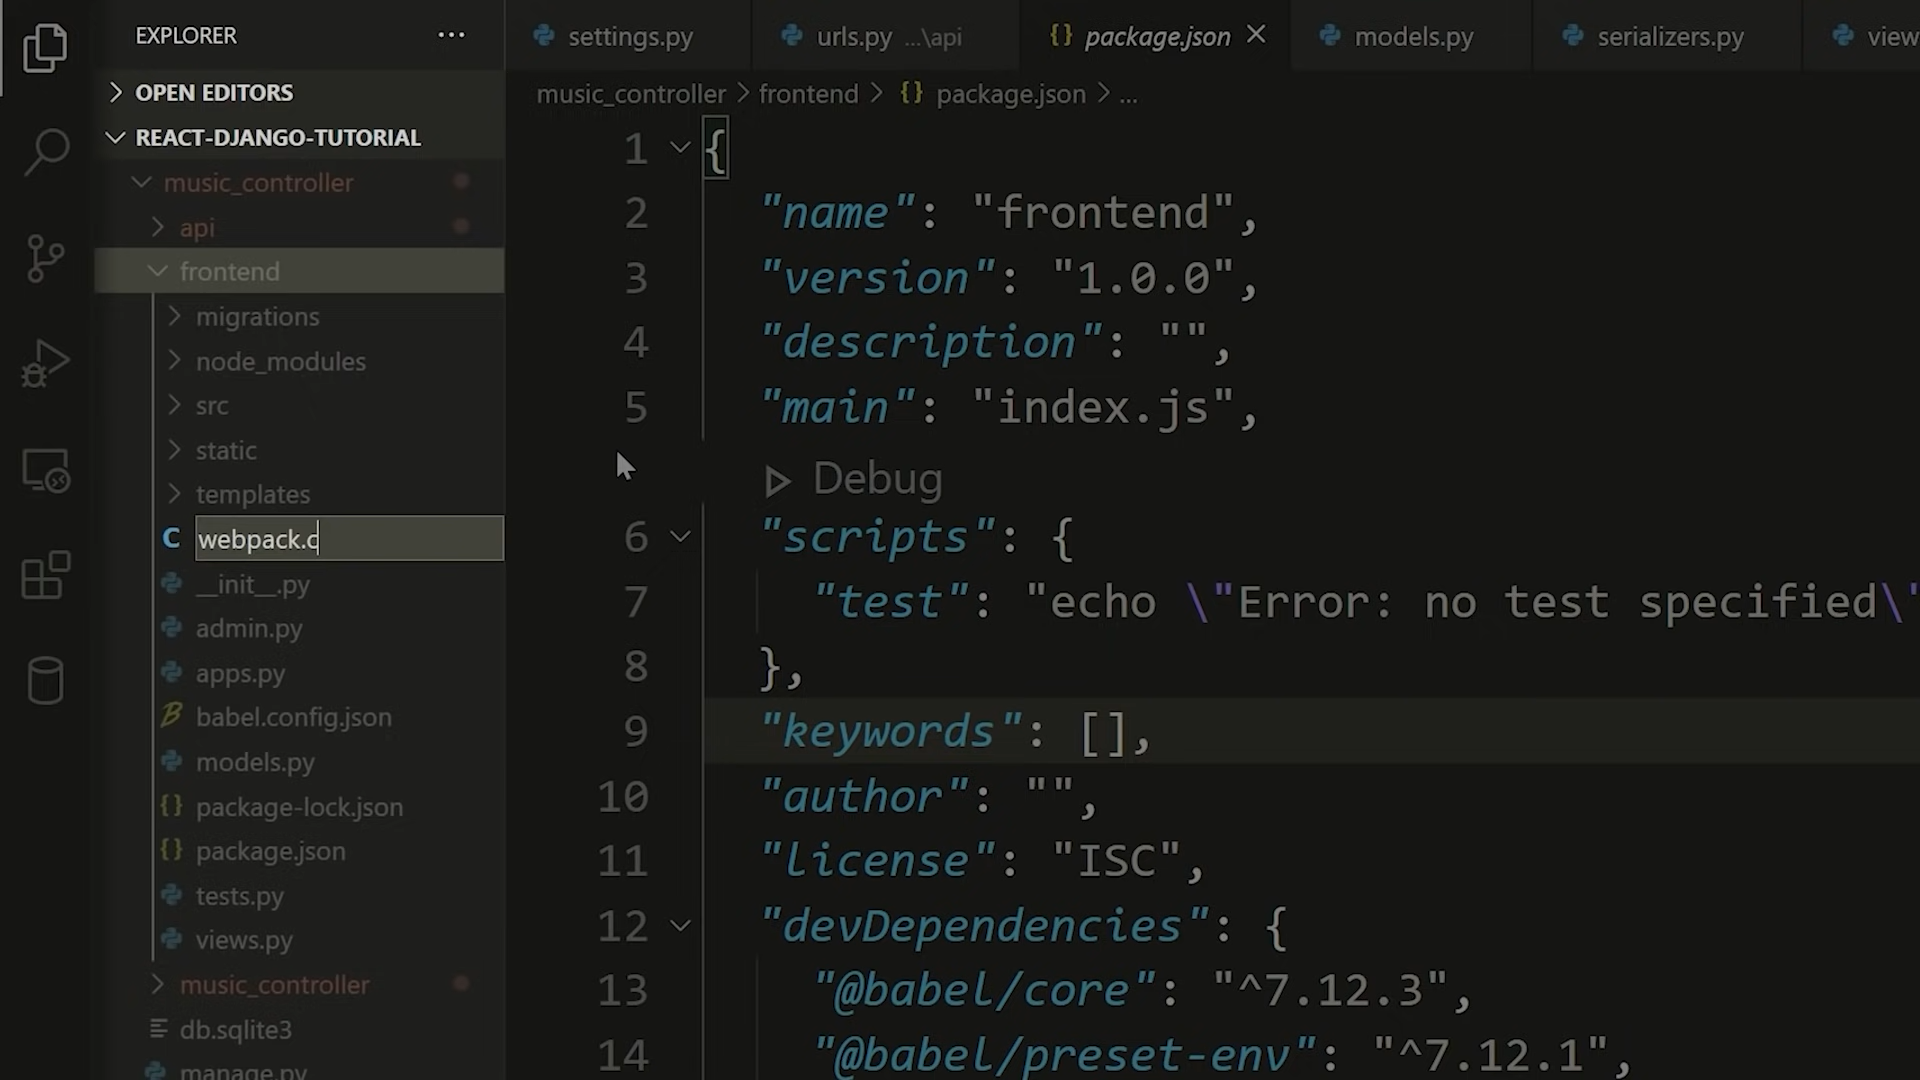 EXPLORER
OPEN EDITORS
REACT-DJANGO-TUTORIAL
music_controller
api
frontend
migrations
node_modules
src
static
templates
C webpack.c
__init__.py
admin.py
apps.py
babel.config.json
models.py
package-lock.json
package.json
tests.py
views.py
music_controller
db.sqlite3
manage.py
settings.py
urls.py ...\api
{} package.json
models.py
serializers.py
view
music_controller > frontend > {} package.json > ...
1 {
2 "name": "frontend",
3 "version": "1.0.0",
4 "description": "",
5 "main": "index.js",
Debug
6 "scripts": {
7 "test": "echo \"Error: no test specified\"
8 },
9 "keywords": [],
10 "author": "",
11 "license": "ISC",
12 "devDependencies": {
13 "@babel/core": "^7.12.3",
14 "@babel/preset-env": "^7.12.1",